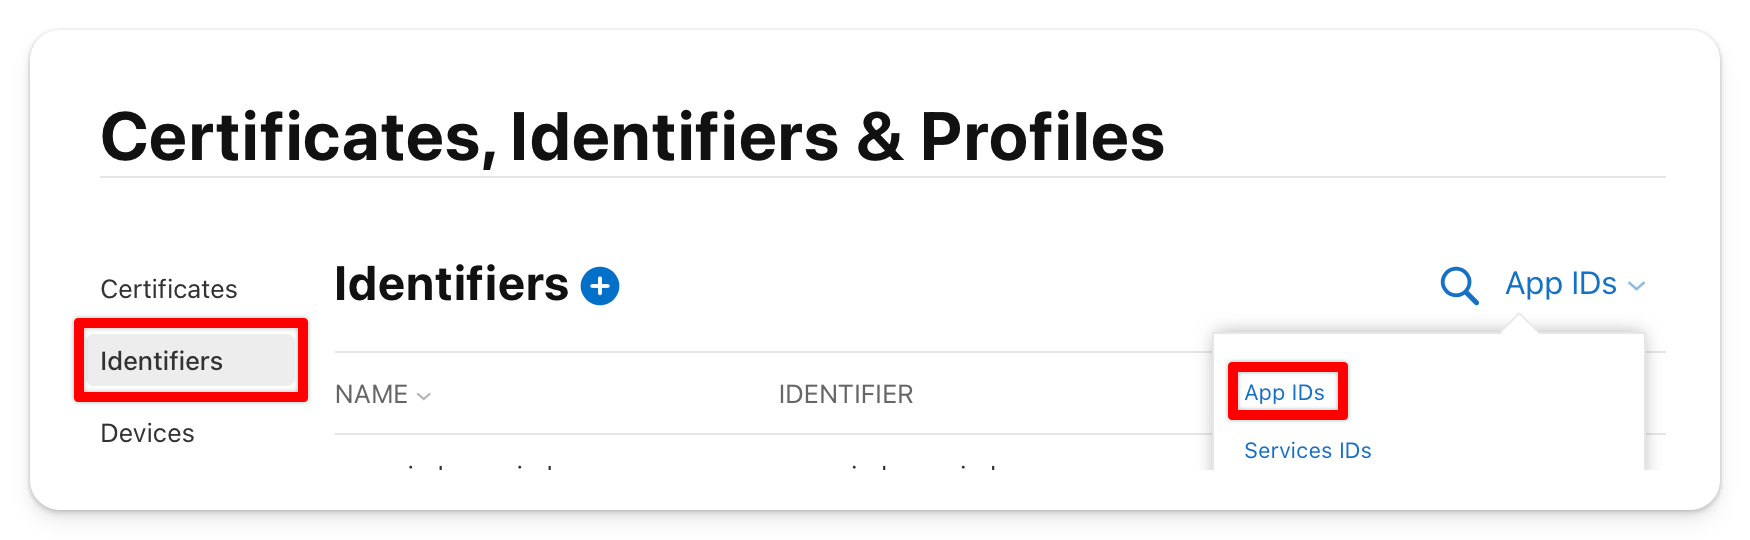 Certificates, Identifiers & Profiles
Certificates
Identifiers
Devices
Identifiers
App IDs
NAME
IDENTIFIER
App IDs
Services IDs